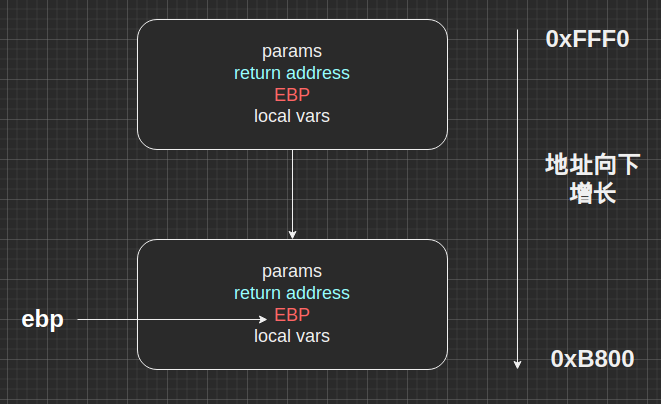 params
return address
EBP
local vars
0xFFF0
地址向下
增长
params
return address
EBP
local vars
ebp
0xB800